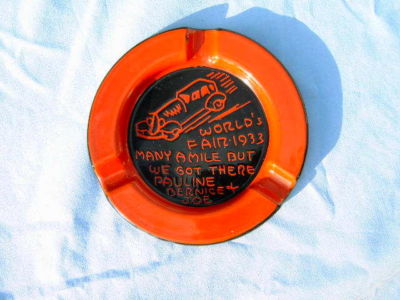 WORLD'S
FAIR·1933
MANY A MILE BUT
WE GOT THERE
PAULINE
BERNICE +
JOE